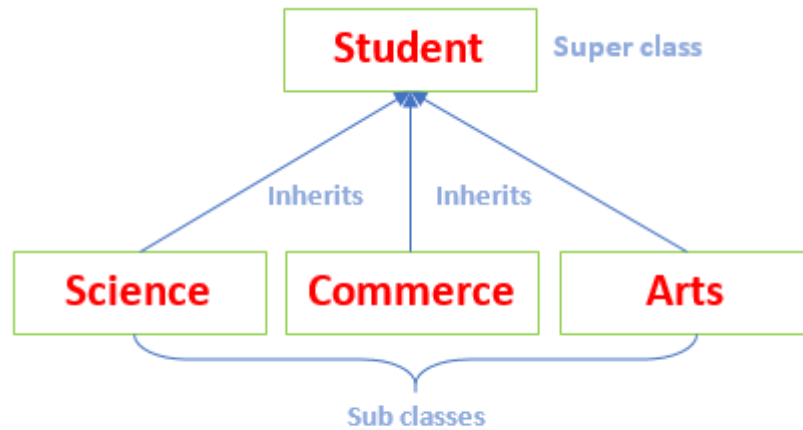 Student
Super class
Inherits
Inherits
Science
Commerce
Arts
Sub classes